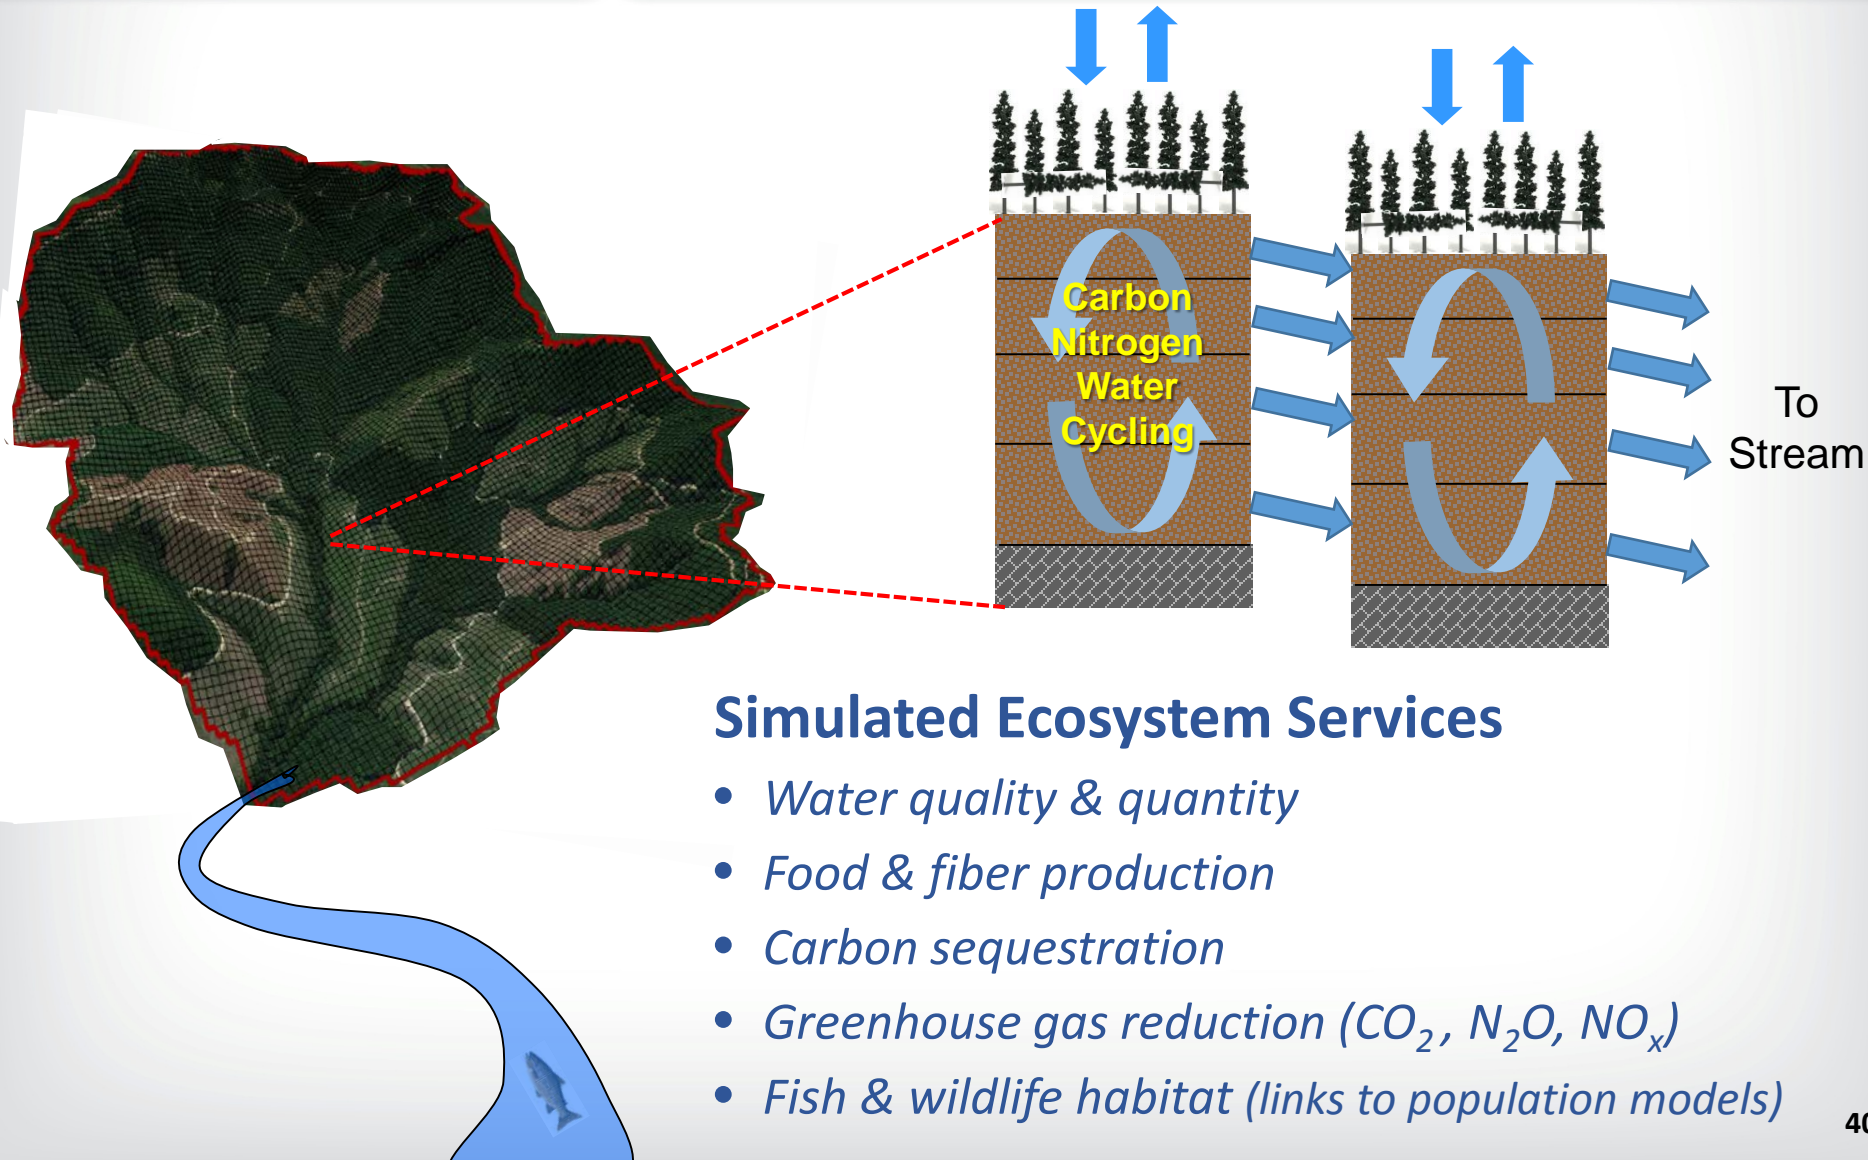 Carbon
Nitrogen
Water
Cycling
To
Stream
Simulated Ecosystem Services
• Water quality & quantity
• Food & fiber production
• Carbon sequestration
• Greenhouse gas reduction (CO₂, N₂O, NOₓ)
• Fish & wildlife habitat (links to population models)
40